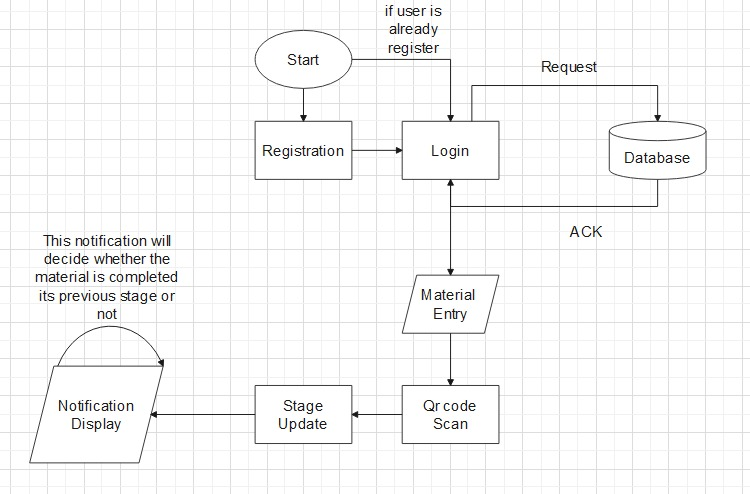 if user is
already
register
Start
Request
Registration
Login
Database
ACK
This notification will
decide whether the
material is completed
its previous stage or
not
Material
Entry
Notification
Display
Stage
Update
Qr code
Scan